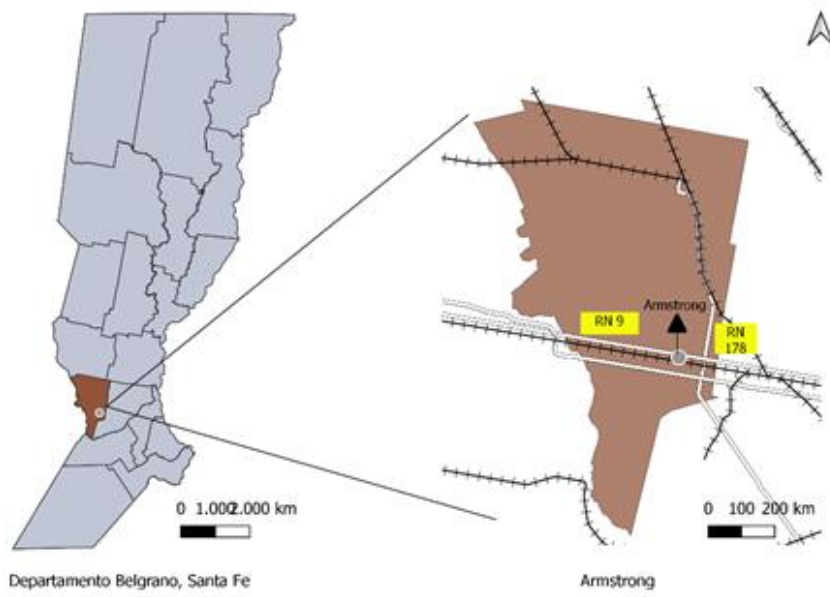 Armstrong
RN 9
RN
178
0 1.000 2.000 km
0 100 200 km
Departamento Belgrano, Santa Fe
Armstrong